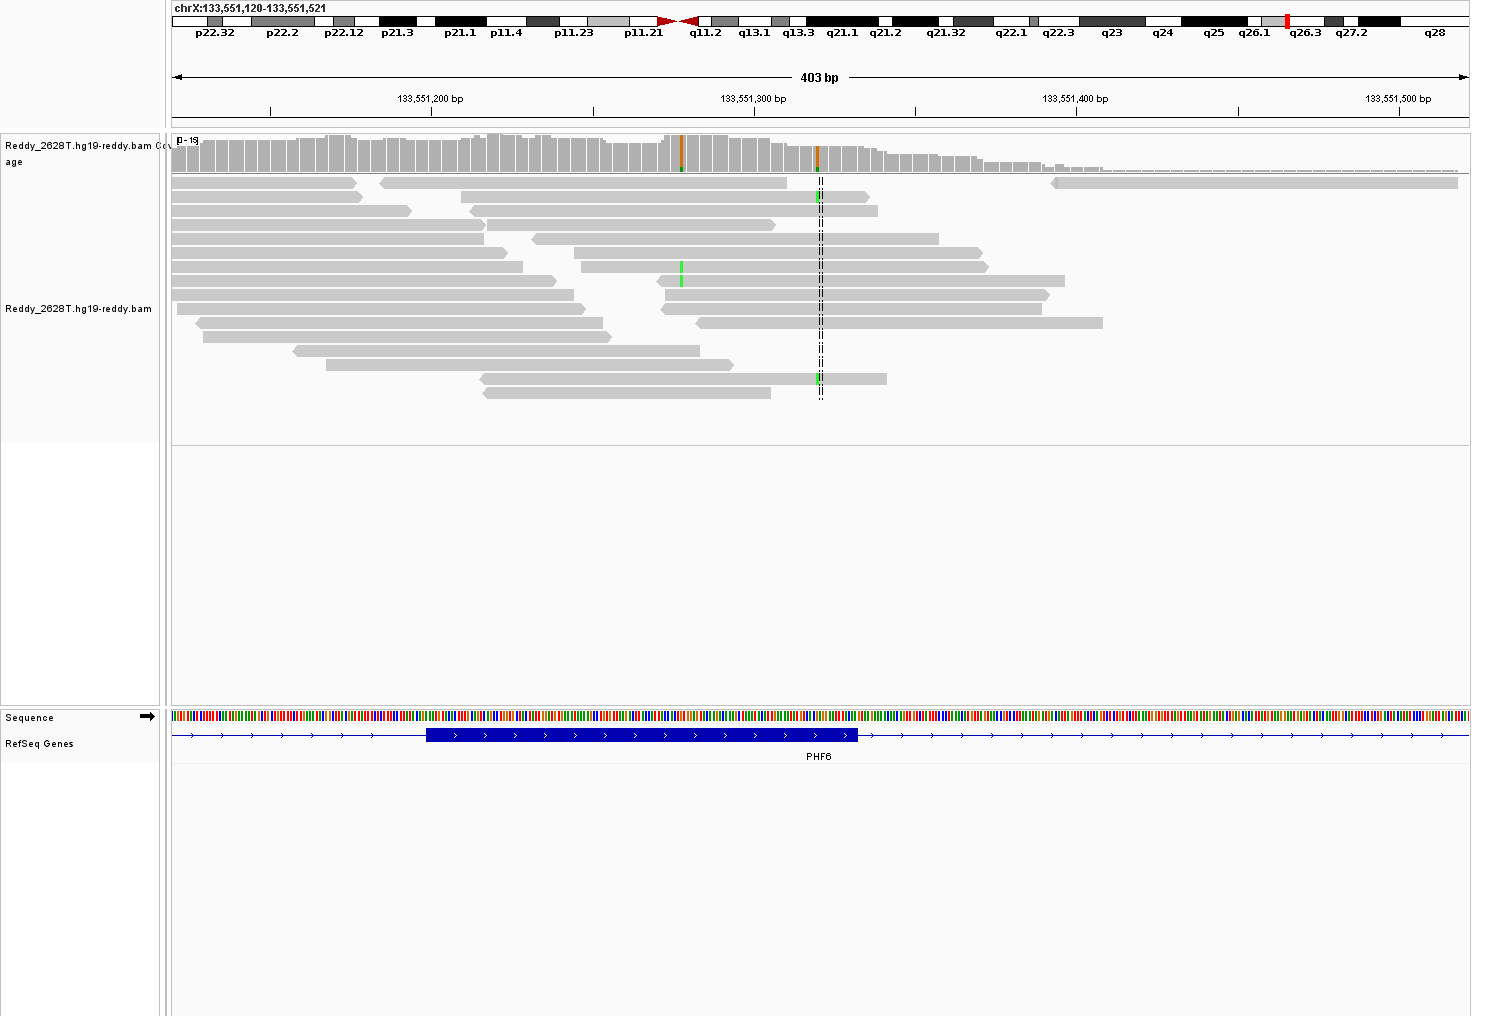 chrX:133,551,120-133,551,521
p22.32 p22.2 p22.12 p21.3 p21.1 p11.4 p11.23 p11.21 q11.2 q13.1 q13.3 q21.1 q21.2 q21.32 q22.1 q22.3 q23 q24 q25 q26.1 q26.3 q27.2 q28
403 bp
133,551,200 bp 133,551,300 bp 133,551,400 bp 133,551,500 bp
[0 - 19]
Reddy_2628T.hg19-reddy.bam Cov
age
Reddy_2628T.hg19-reddy.bam
Sequence
RefSeq Genes
PHF6